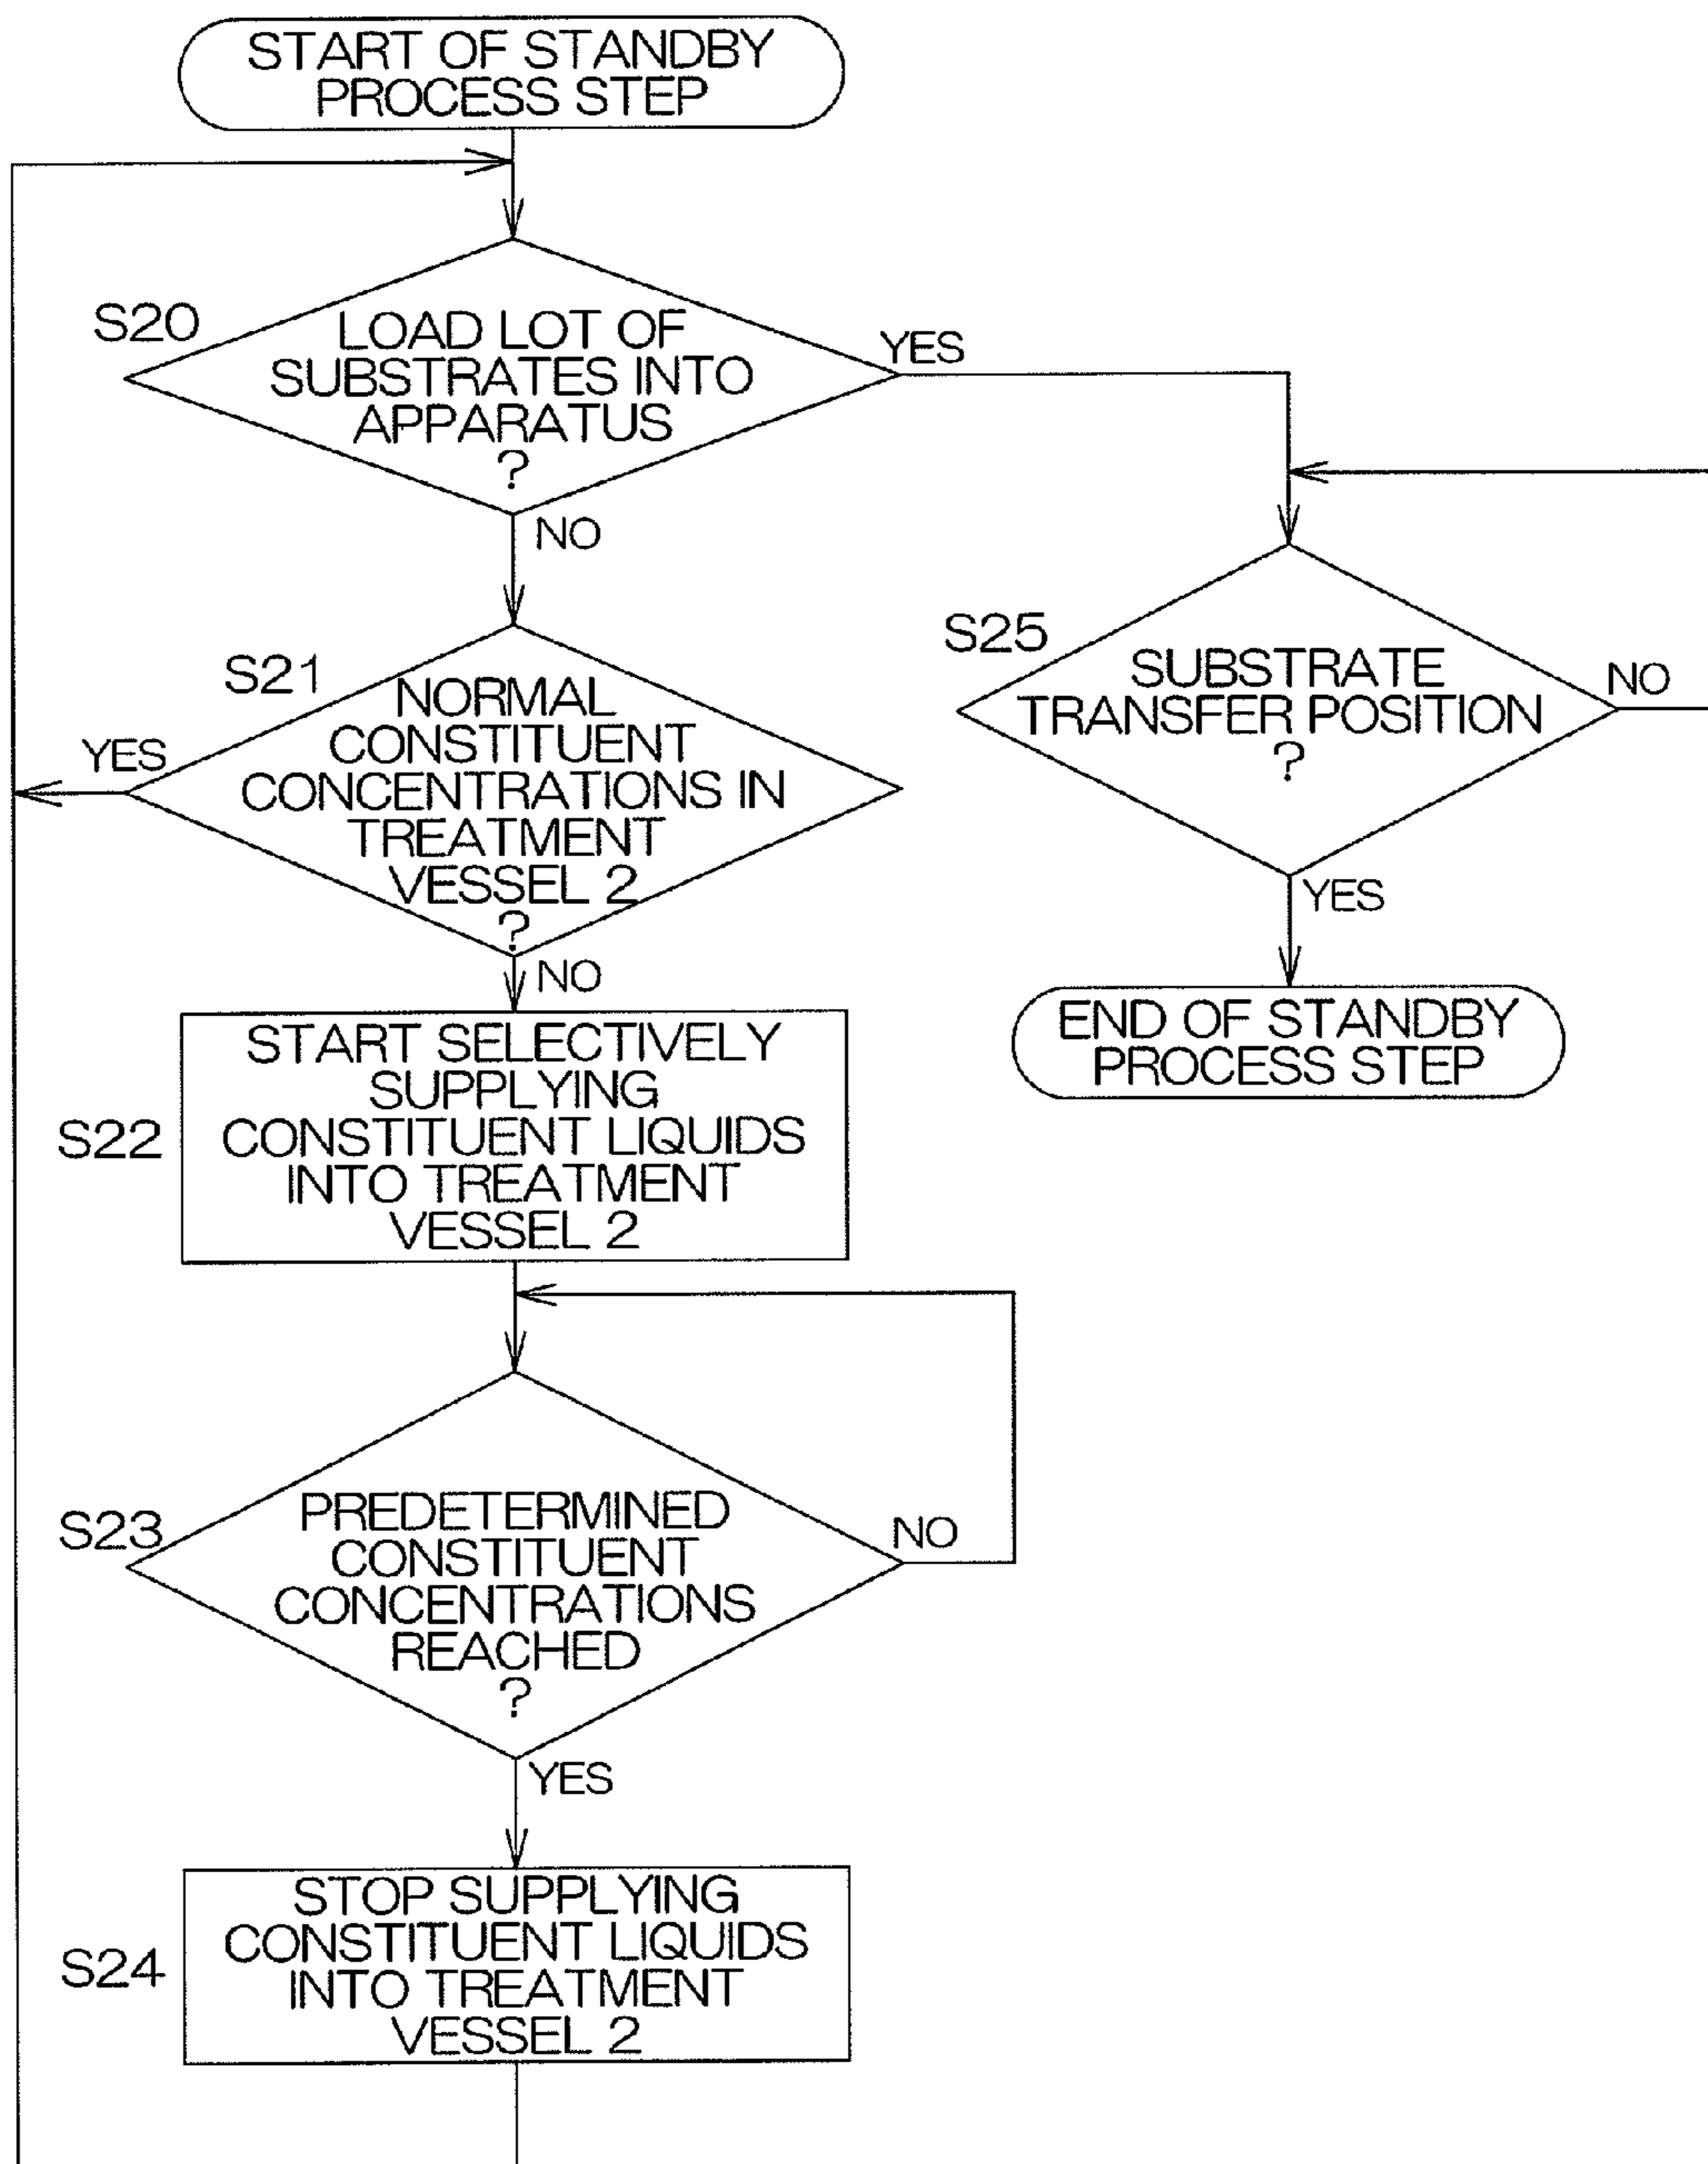 START OF STANDBY
PROCESS STEP
S20
LOAD LOT OF
SUBSTRATES INTO
APPARATUS
?
YES
NO
S21
NORMAL
CONSTITUENT
CONCENTRATIONS IN
TREATMENT
VESSEL 2
?
YES
NO
S22
START SELECTIVELY
SUPPLYING
CONSTITUENT LIQUIDS
INTO TREATMENT
VESSEL 2
S23
PREDETERMINED
CONSTITUENT
CONCENTRATIONS
REACHED
?
NO
YES
S24
STOP SUPPLYING
CONSTITUENT LIQUIDS
INTO TREATMENT
VESSEL 2
S25
SUBSTRATE
TRANSFER POSITION
?
NO
YES
END OF STANDBY
PROCESS STEP